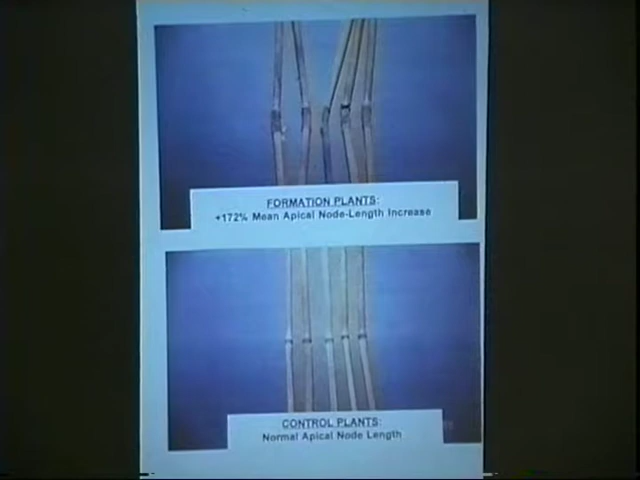 FORMATION PLANTS:
+172% Mean Apical Node-Length Increase
CONTROL PLANTS:
Normal Apical Node Length